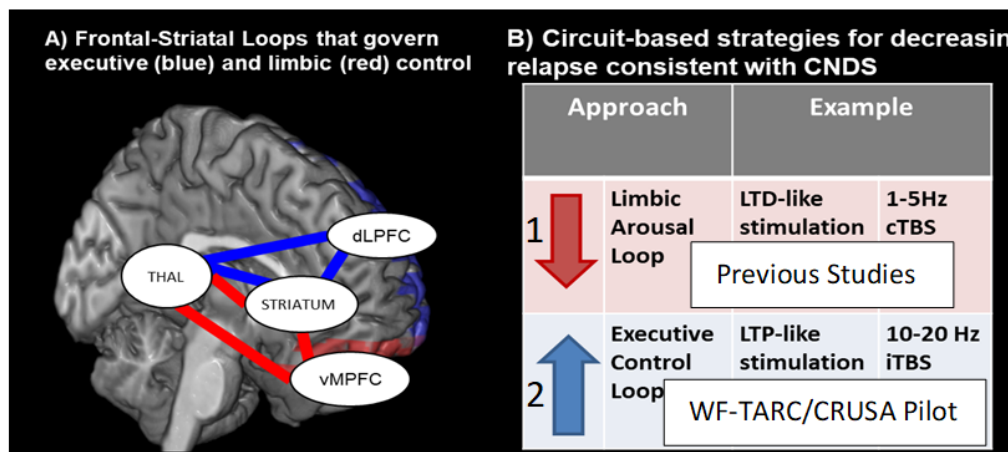 A) Frontal-Striatal Loops that govern
executive (blue) and limbic (red) control
dLPFC
THAL
STRIATUM
vMPFC
B) Circuit-based strategies for decreasin
relapse consistent with CNDS
Approach
Example
1
Limbic
Arousal
Loop
LTD-like
stimulation
1-5Hz
cTBS
Previous Studies
2
Executive
Control
Loop
LTP-like
stimulation
10-20 Hz
iTBS
WF-TARC/CRUSA Pilot